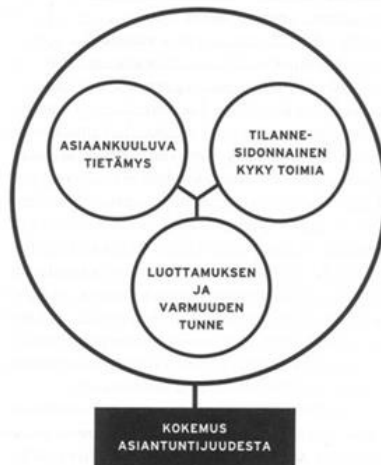 ASIAANKUULUVA
TIETÄMYS
TILANNE-
SIDONNAINEN
KYKY TOIMIA
LUOTTAMUKSEN
JA
VARMUUDEN
TUNNE
KOKEMUS
ASIANTUNTIJUUDESTA